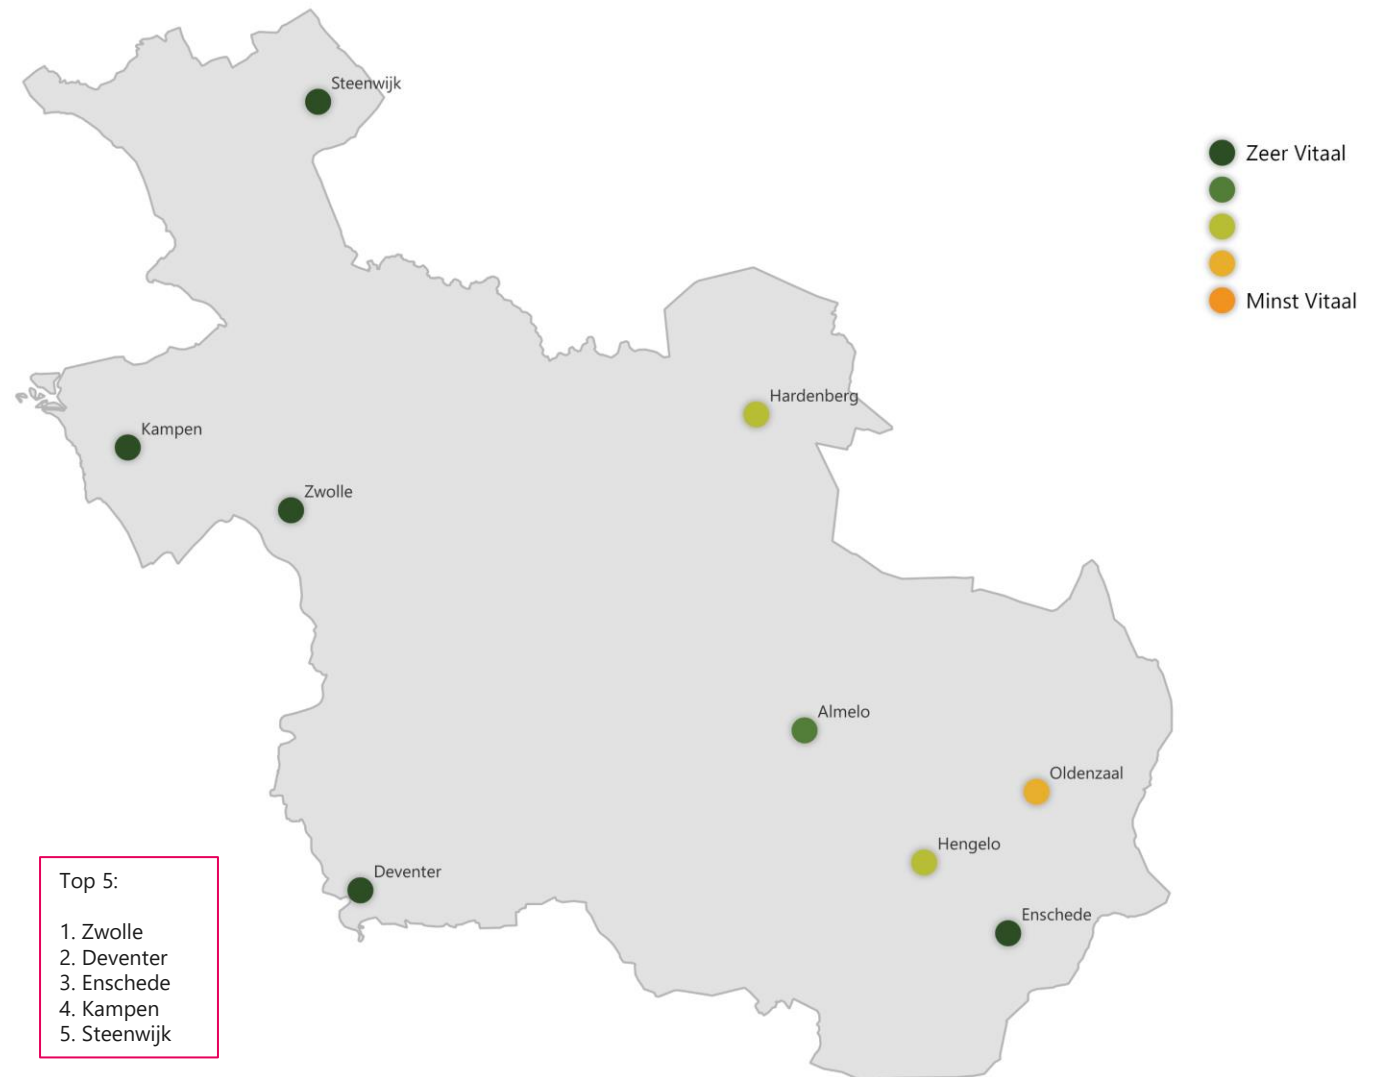 Steenwijk
Zeer Vitaal
Minst Vitaal
Hardenberg
Kampen
Zwolle
Almelo
Oldenzaal
Hengelo
Deventer
Enschede
Top 5:
1. Zwolle
2. Deventer
3. Enschede
4. Kampen
5. Steenwijk